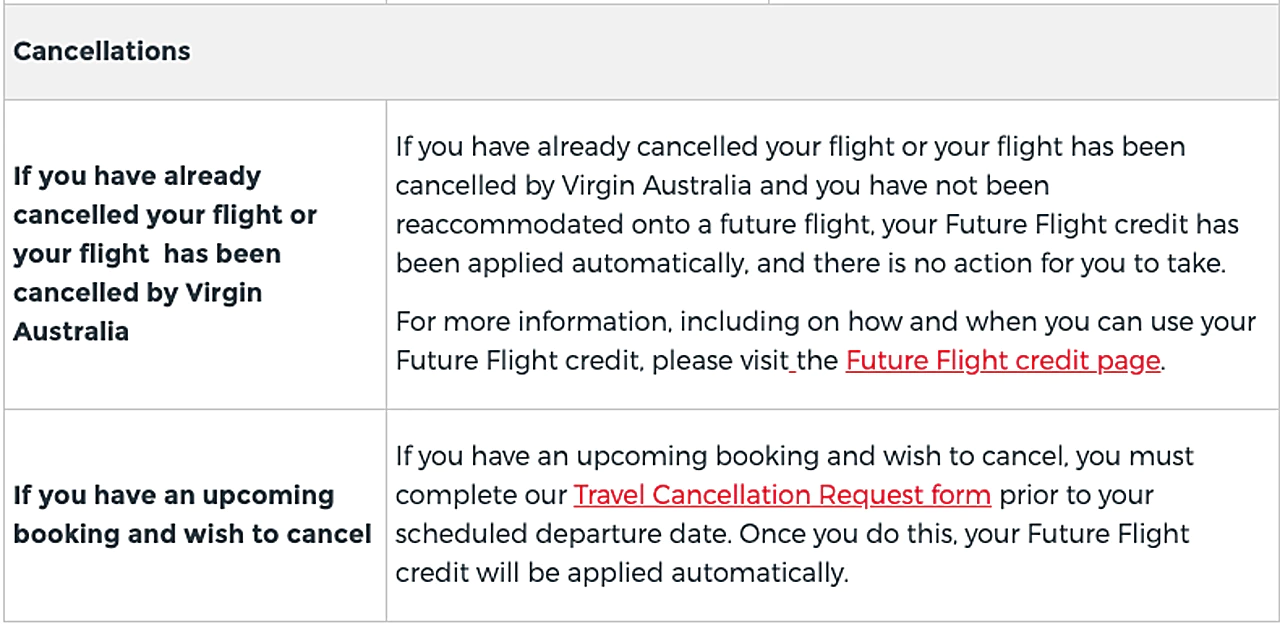 Cancellations
If you have already
cancelled your flight or
your flight  has been
cancelled by Virgin
Australia
If you have already cancelled your flight or your flight has been
cancelled by Virgin Australia and you have not been
reaccommodated onto a future flight, your Future Flight credit has
been applied automatically, and there is no action for you to take.
For more information, including on how and when you can use your
Future Flight credit, please visit the Future Flight credit page.
If you have an upcoming
booking and wish to cancel
If you have an upcoming booking and wish to cancel, you must
complete our Travel Cancellation Request form prior to your
scheduled departure date. Once you do this, your Future Flight
credit will be applied automatically.